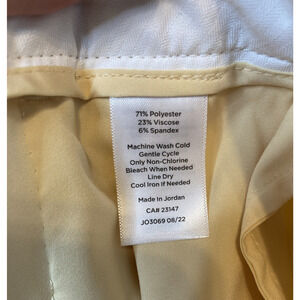 71% Polyester
23% Viscose
6% Spandex
Machine Wash Cold
Gentle Cycle
Only Non-Chlorine
Bleach When Needed
Line Dry
Cool Iron If Needed
Made In Jordan
CA# 23147
JO3069 08/22